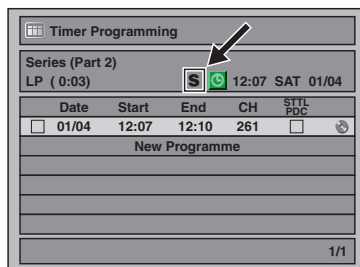 Timer Programming
Series (Part 2)
LP ( 0:03) S 12:07 SAT 01/04
Date Start End CH STTL PDC
01/04 12:07 12:10 261
New Programme
1/1